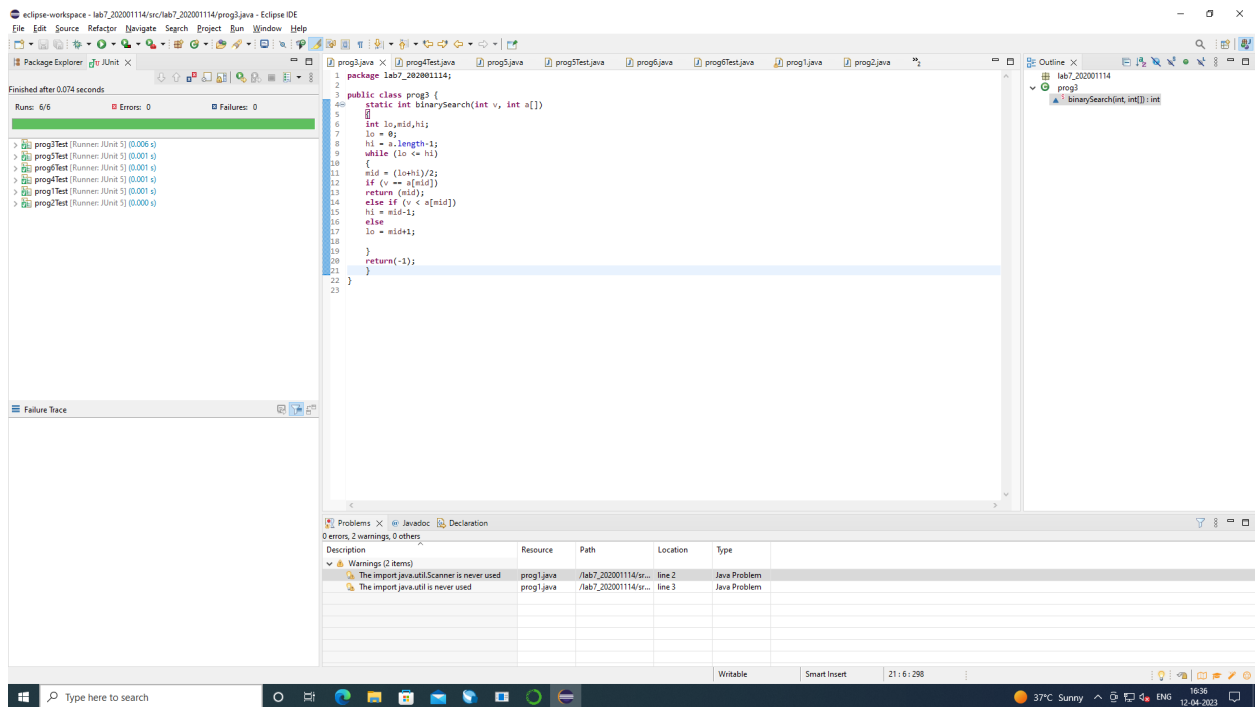 eclipse-workspace - lab7_202001114/src/lab7_202001114/prog3.java - Eclipse IDE
File Edit Source Refactor Navigate Search Project Run Window Help
Package Explorer JUnit
Finished after 0.074 seconds
Runs: 6/6 Errors: 0 Failures: 0
prog3Test [Runner: JUnit 5] (0.006 s)
prog5Test [Runner: JUnit 5] (0.001 s)
prog6Test [Runner: JUnit 5] (0.001 s)
prog4Test [Runner: JUnit 5] (0.001 s)
prog1Test [Runner: JUnit 5] (0.001 s)
prog2Test [Runner: JUnit 5] (0.000 s)
Failure Trace
prog3.java prog4Test.java prog5.java prog5Test.java prog6.java prog6Test.java prog1.java prog2.java »2
1 package lab7_202001114;
2
3 public class prog3 {
4 static int binarySearch(int v, int a[])
5 {
6 int lo,mid,hi;
7 lo = 0;
8 hi = a.length-1;
9 while (lo <= hi)
10 {
11 mid = (lo+hi)/2;
12 if (v == a[mid])
13 return (mid);
14 else if (v < a[mid])
15 hi = mid-1;
16 else
17 lo = mid+1;
18
19 }
20 return(-1);
21 }
22 }
23
Outline
lab7_202001114
prog3
binarySearch(int, int[]) : int
Problems Javadoc Declaration
0 errors, 2 warnings, 0 others
Description Resource Path Location Type
Warnings (2 items)
The import java.util.Scanner is never used prog1.java /lab7_202001114/sr... line 2 Java Problem
The import java.util is never used prog1.java /lab7_202001114/sr... line 3 Java Problem
Writable Smart Insert 21 : 6 : 298
Type here to search
37°C Sunny ENG
16:36
12-04-2023